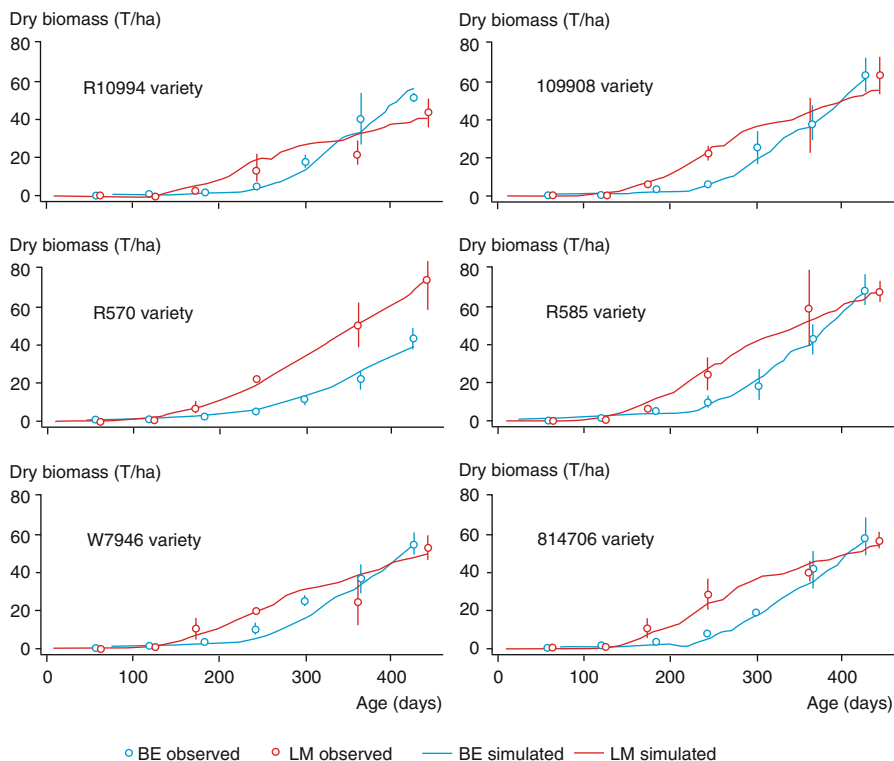 Dry biomass (T/ha)
80
60
40
20
0
R10994 variety
Dry biomass (T/ha)
80
60
40
20
0
109908 variety
Dry biomass (T/ha)
80
60
40
20
0
R570 variety
Dry biomass (T/ha)
80
60
40
20
0
R585 variety
Dry biomass (T/ha)
80
60
40
20
0
W7946 variety
0 100 200 300 400
Age (days)
Dry biomass (T/ha)
80
60
40
20
0
814706 variety
0 100 200 300 400
Age (days)
BE observed LM observed BE simulated LM simulated